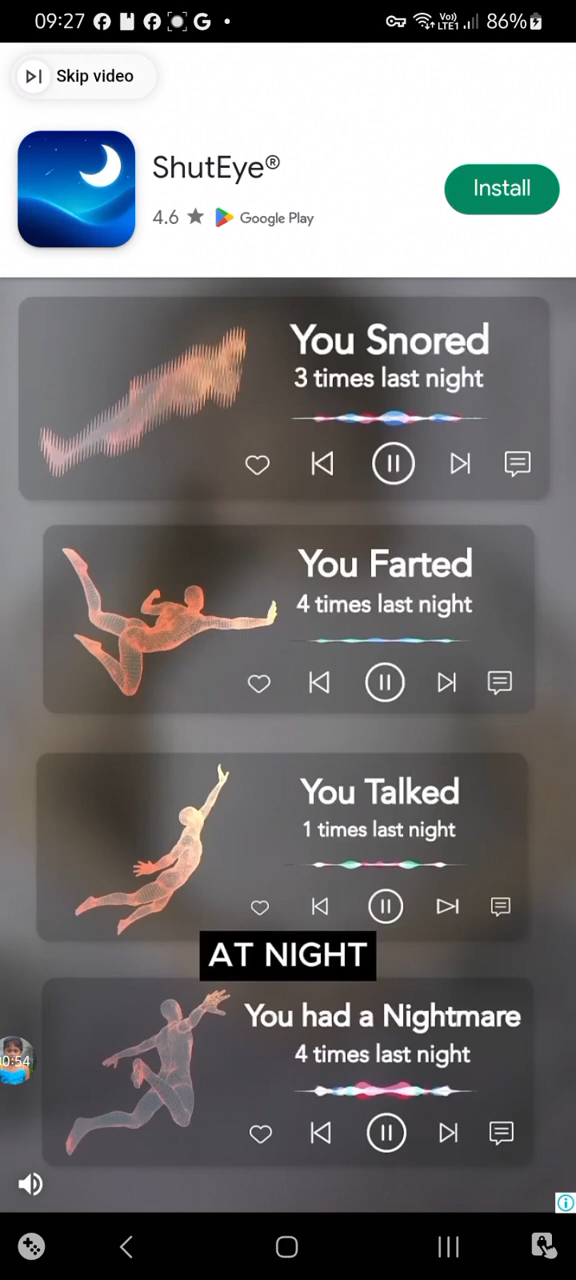 09:27
Vo))
LTE1
86%
Skip video
ShutEye®
Install
4.6 ★ Google Play
You Snored
3 times last night
You Farted
4 times last night
You Talked
1 times last night
AT NIGHT
You had a Nightmare
4 times last night
0:54